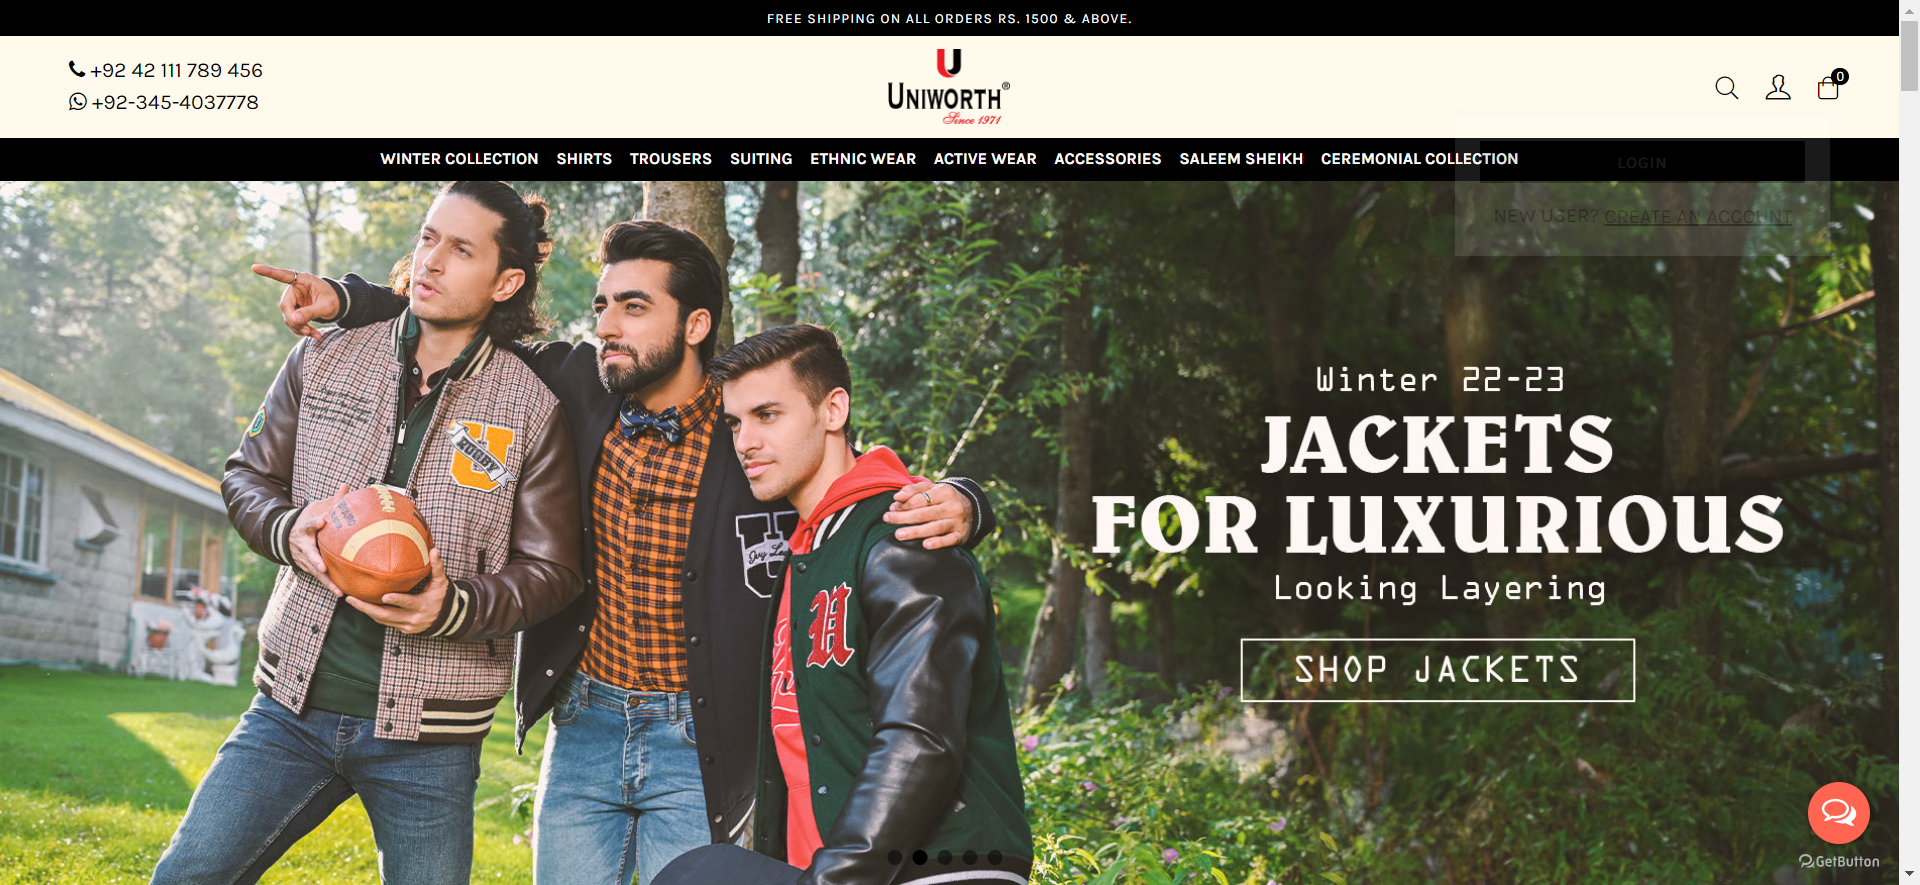 FREE SHIPPING ON ALL ORDERS RS. 1500 & ABOVE.
+92 42 111 789 456
+92-345-4037778
UNIWORTH®
Since 1971
0
WINTER COLLECTION SHIRTS TROUSERS SUITING ETHNIC WEAR ACTIVE WEAR ACCESSORIES SALEEM SHEIKH CEREMONIAL COLLECTION
LOGIN
NEW USER? CREATE AN ACCOUNT
Winter 22-23
JACKETS
FOR LUXURIOUS
Looking Layering
SHOP JACKETS
U
RUGBY
U
U
GetButton